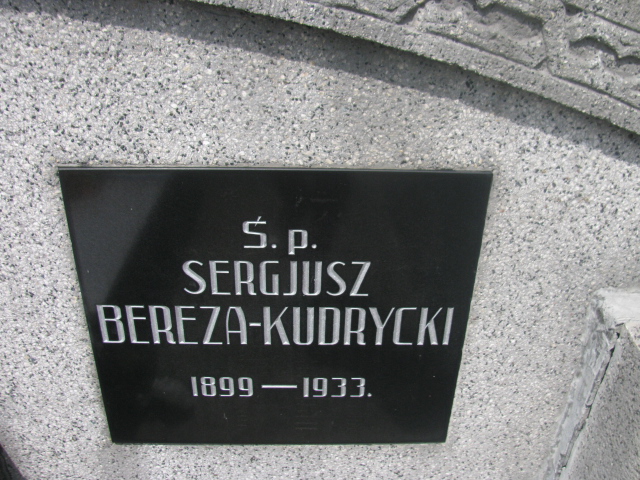 Ś. p.
SERGJUSZ
BEREZA-KUDRYCKI
1899 — 1933.